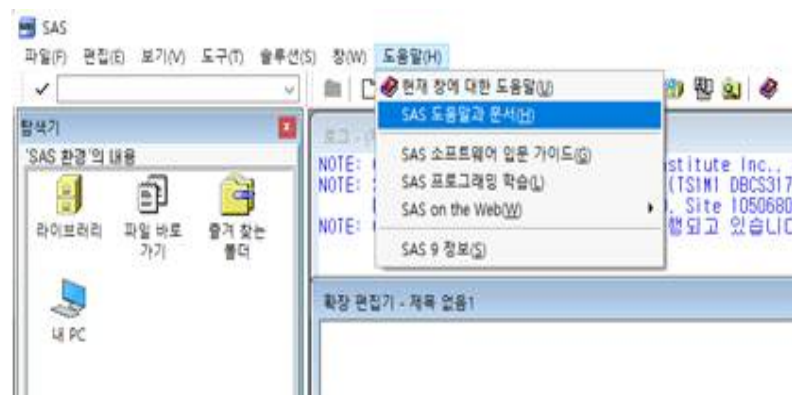 SAS
파일(F) 편집(E) 보기(V) 도구(T) 솔루션(S) 창(W) 도움말(H)
현재 창에 대한 도움말(U)
SAS 도움말과 문서(H)
SAS 소프트웨어 입문 가이드(G)
SAS 프로그래밍 학습(L)
SAS on the Web(W)
SAS 9 정보(S)
탐색기
'SAS 환경'의 내용
라이브러리
파일 바로
가기
즐겨 찾는
폴더
내 PC
로그 -
NOTE:
stitute Inc.,
NOTE:
(TS1M1 DBCS317
. Site 1050680
NOTE:
행되고 있습니다
확장 편집기 - 제목 없음1